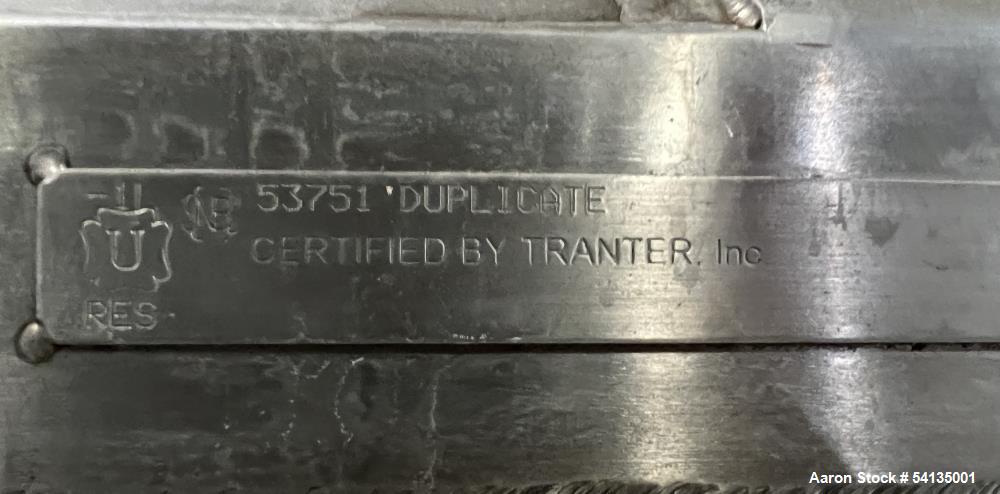 53751 DUPLICATE
NB
CERTIFIED BY TRANTER, Inc
U
RES
Aaron Stock # 54135001